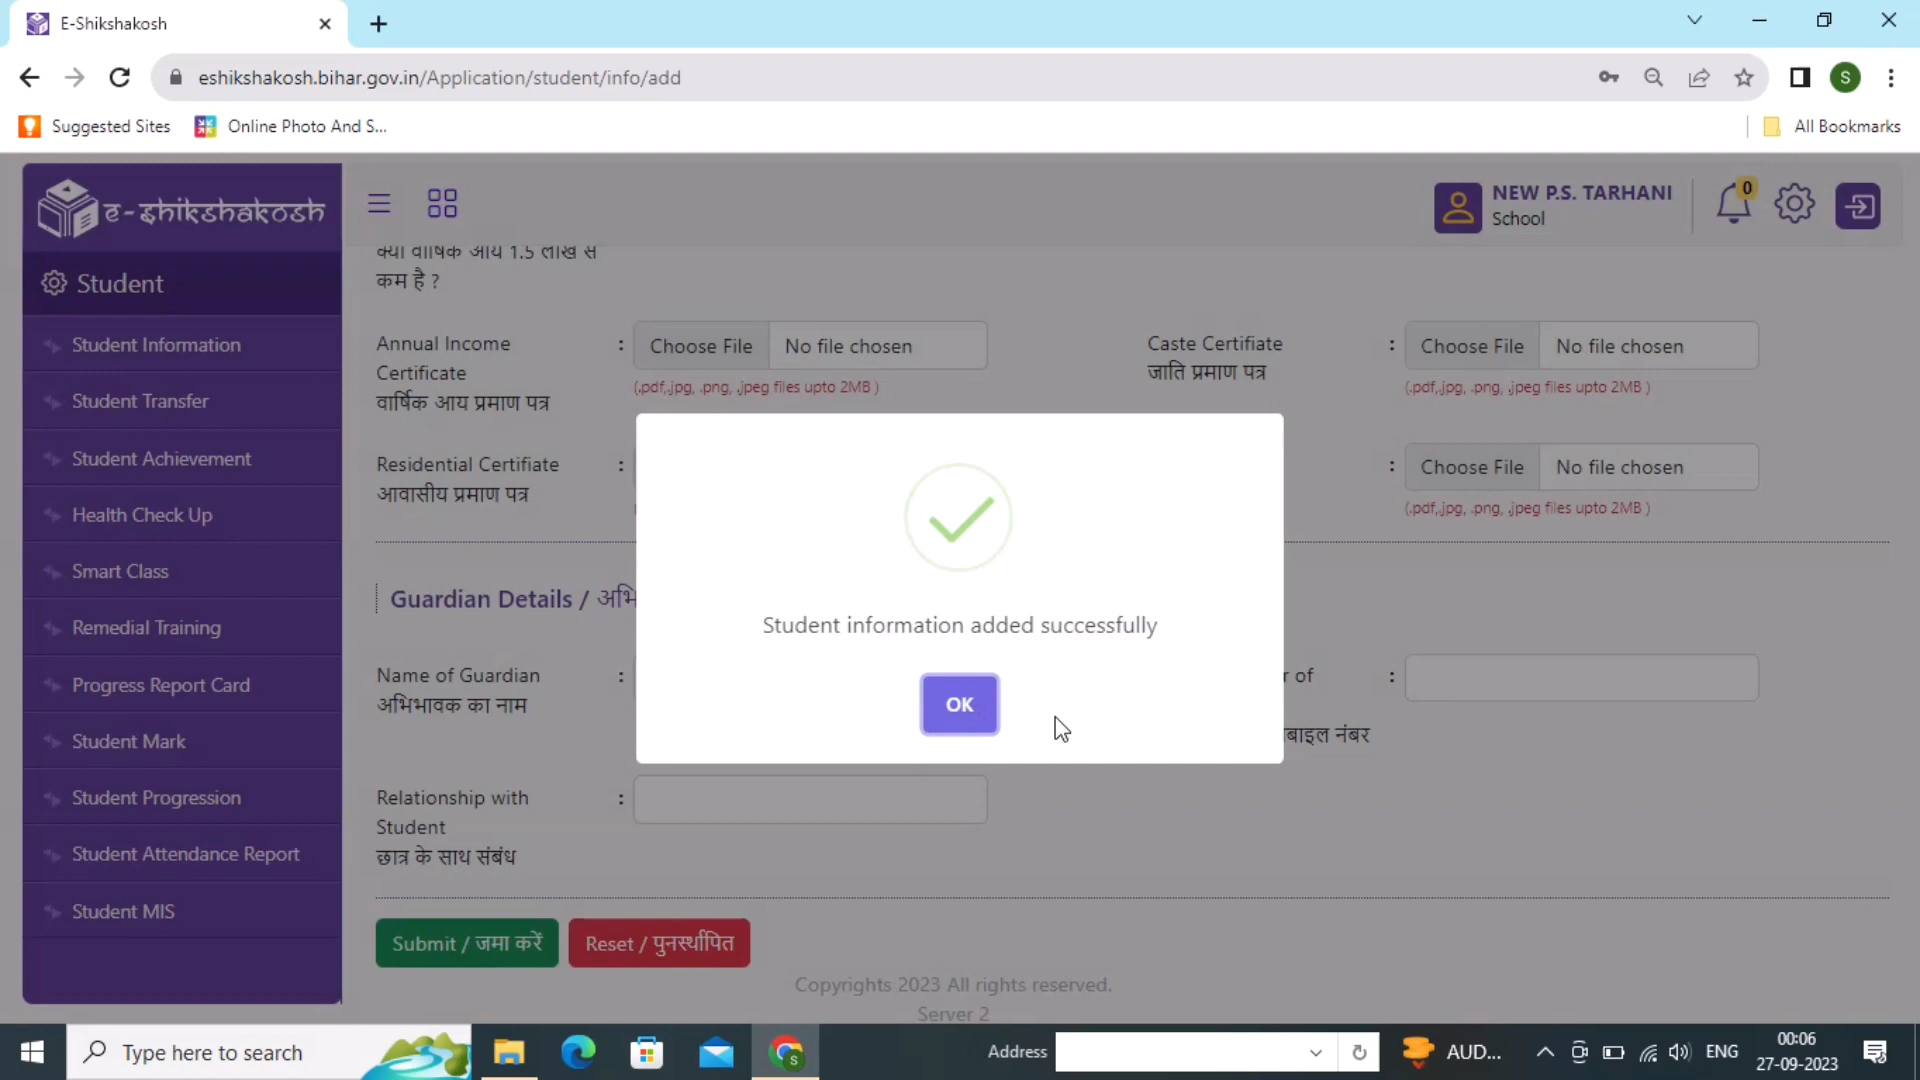 E-Shikshakosh
eshikshakosh.bihar.gov.in/Application/student/info/add
S
Suggested Sites
Online Photo And S...
All Bookmarks
e-shikshakosh
NEW P.S. TARHANI
School
0
Student
Student Information
Student Transfer
Student Achievement
Health Check Up
Smart Class
Remedial Training
Progress Report Card
Student Mark
Student Progression
Student Attendance Report
Student MIS
क्या वार्षिक आय 1.5 लाख से
कम है ?
Annual Income
Certificate
वार्षिक आय प्रमाण पत्र
:
Choose File No file chosen
(.pdf,.jpg, .png, .jpeg files upto 2MB )
Caste Certifiate
जाति प्रमाण पत्र
:
Choose File No file chosen
(.pdf,.jpg, .png, .jpeg files upto 2MB )
Residential Certifiate
आवासीय प्रमाण पत्र
:
:
Choose File No file chosen
(.pdf,.jpg, .png, .jpeg files upto 2MB )
Student information added successfully
OK
Guardian Details /
Name of Guardian
अभिभावक का नाम
:
of
:
नंबर
Relationship with
Student
छात्र के साथ संबंध
:
Submit / जमा करें
Reset / पुनर्स्थापित
Copyrights 2023 All rights reserved.
Server 2
Type here to search
Address
AUD...
ENG
00:06
27-09-2023